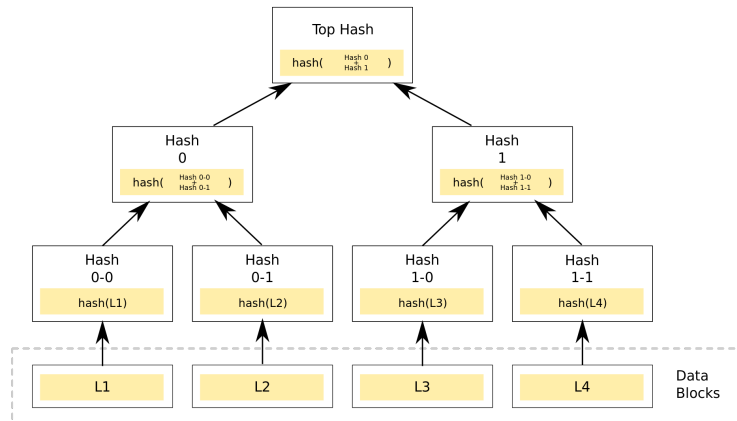 Top Hash
hash( Hash 0 + Hash 1 )
Hash
0
hash( Hash 0-0 + Hash 0-1 )
Hash
1
hash( Hash 1-0 + Hash 1-1 )
Hash
0-0
hash(L1)
Hash
0-1
hash(L2)
Hash
1-0
hash(L3)
Hash
1-1
hash(L4)
L1
L2
L3
L4
Data
Blocks